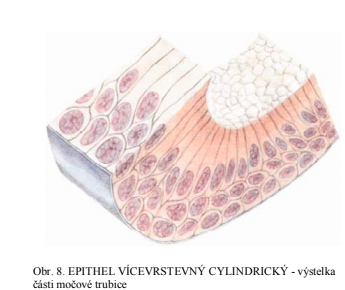 Obr. 8. EPITHEL VÍCEVRSTEVNÝ CYLINDRICKÝ - výstelka
části močové trubice